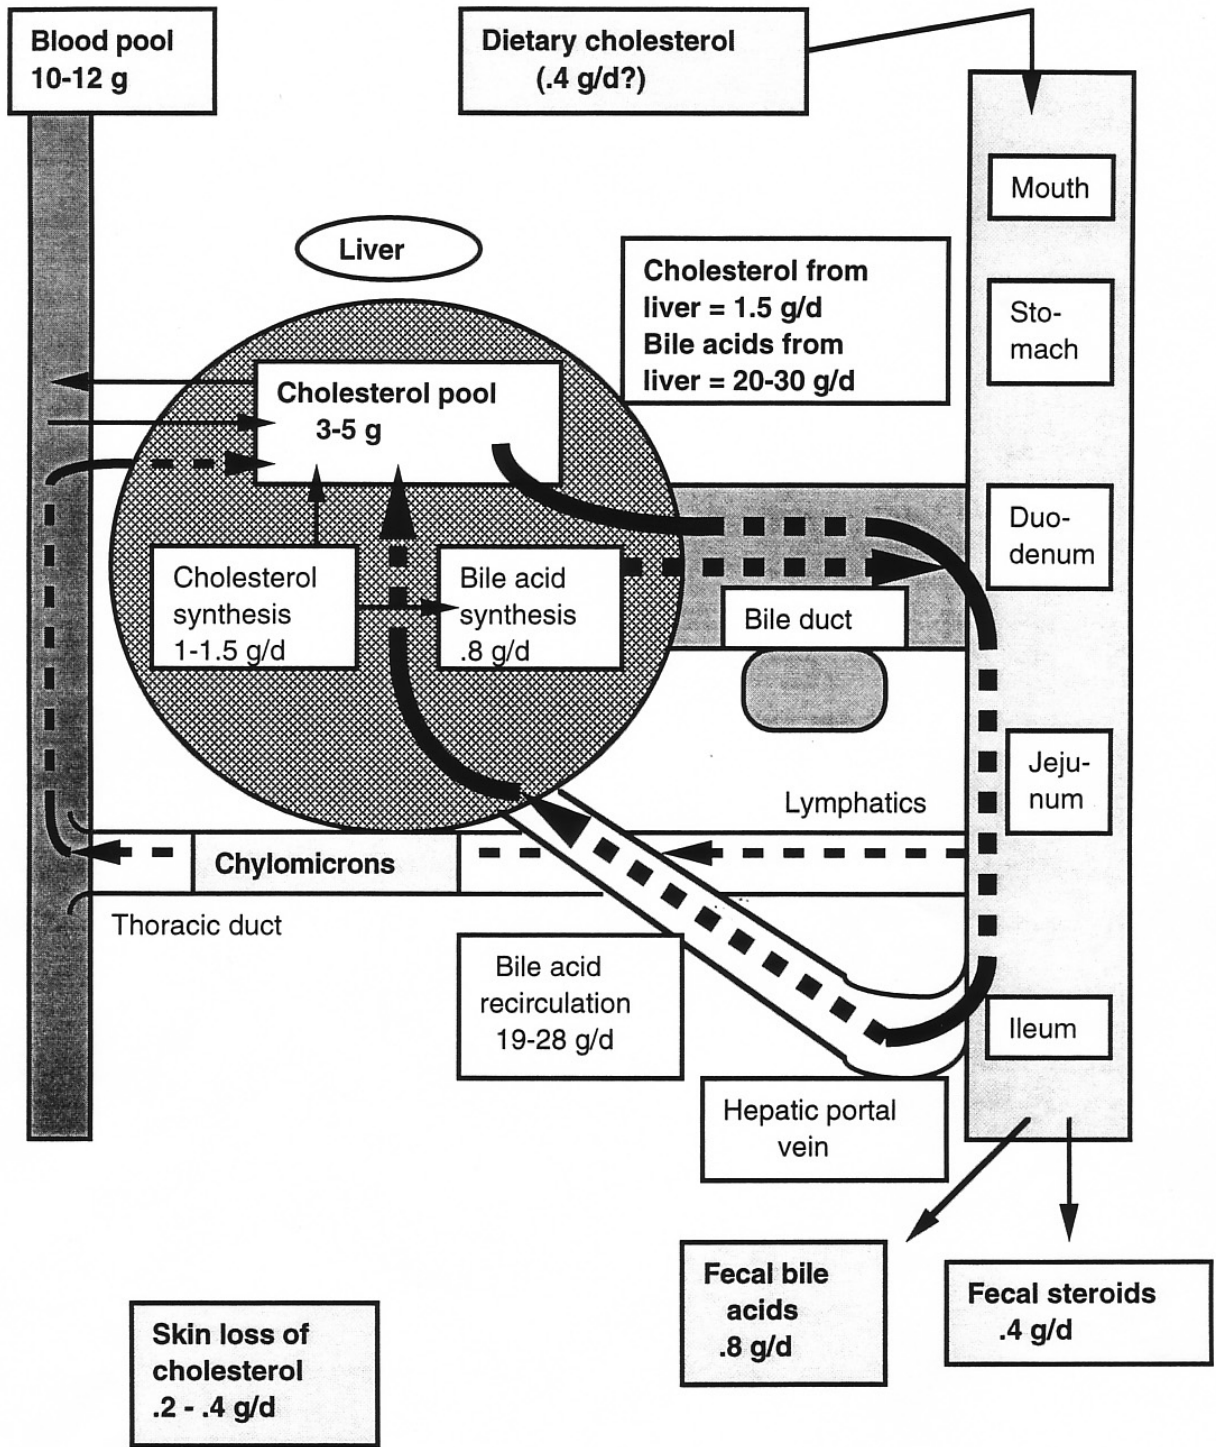 Blood pool
10-12 g
Dietary cholesterol
(.4 g/d?)
Mouth
Liver
Cholesterol from
liver = 1.5 g/d
Bile acids from
liver = 20-30 g/d
Sto-
mach
Cholesterol pool
3-5 g
Duo-
denum
Cholesterol
synthesis
1-1.5 g/d
Bile acid
synthesis
.8 g/d
Bile duct
Jeju-
num
Lymphatics
Chylomicrons
Thoracic duct
Bile acid
recirculation
19-28 g/d
Ileum
Hepatic portal
vein
Fecal bile
acids
.8 g/d
Fecal steroids
.4 g/d
Skin loss of
cholesterol
.2 - .4 g/d